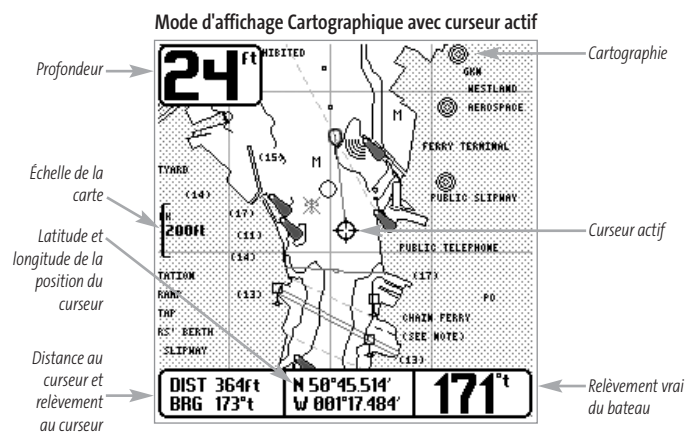 Mode d'affichage Cartographique avec curseur actif
Profondeur
24 ft
HIBITED
Cartographie
GKN
WESTLAND
AEROSPACE
M
FERRY TERMINAL
(15)
M
TYARD
(14)
PUBLIC SLIPWAY
Échelle de la
carte
(17)
200ft
(11)
Curseur actif
Latitude et
longitude de la
position du
curseur
PUBLIC TELEPHONE
(14)
TATION
(17)
(13)
PO
TAP
CHAIN FERRY
RS' BERTH
(SEE NOTE)
SLIPWAY
(13)
Distance au
curseur et
relèvement
au curseur
DIST 364ft
BRG 173°t
N 50°45.514'
W 001°17.484'
171°t
Relèvement vrai
du bateau